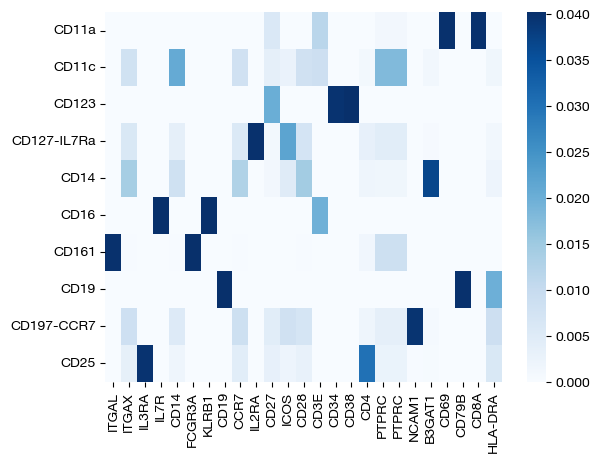 CD11a
CD11c
CD123
CD127-IL7Ra
CD14
CD16
CD161
CD19
CD197-CCR7
CD25
ITGAL
ITGAX
IL3RA
IL7R
CD14
FCGR3A
KLRB1
CD19
CCR7
IL2RA
CD27
ICOS
CD28
CD3E
CD34
CD38
CD4
PTPRC
PTPRC
NCAM1
B3GAT1
CD69
CD79B
CD8A
HLA-DRA
0.040
0.035
0.030
0.025
0.020
0.015
0.010
0.005
0.000